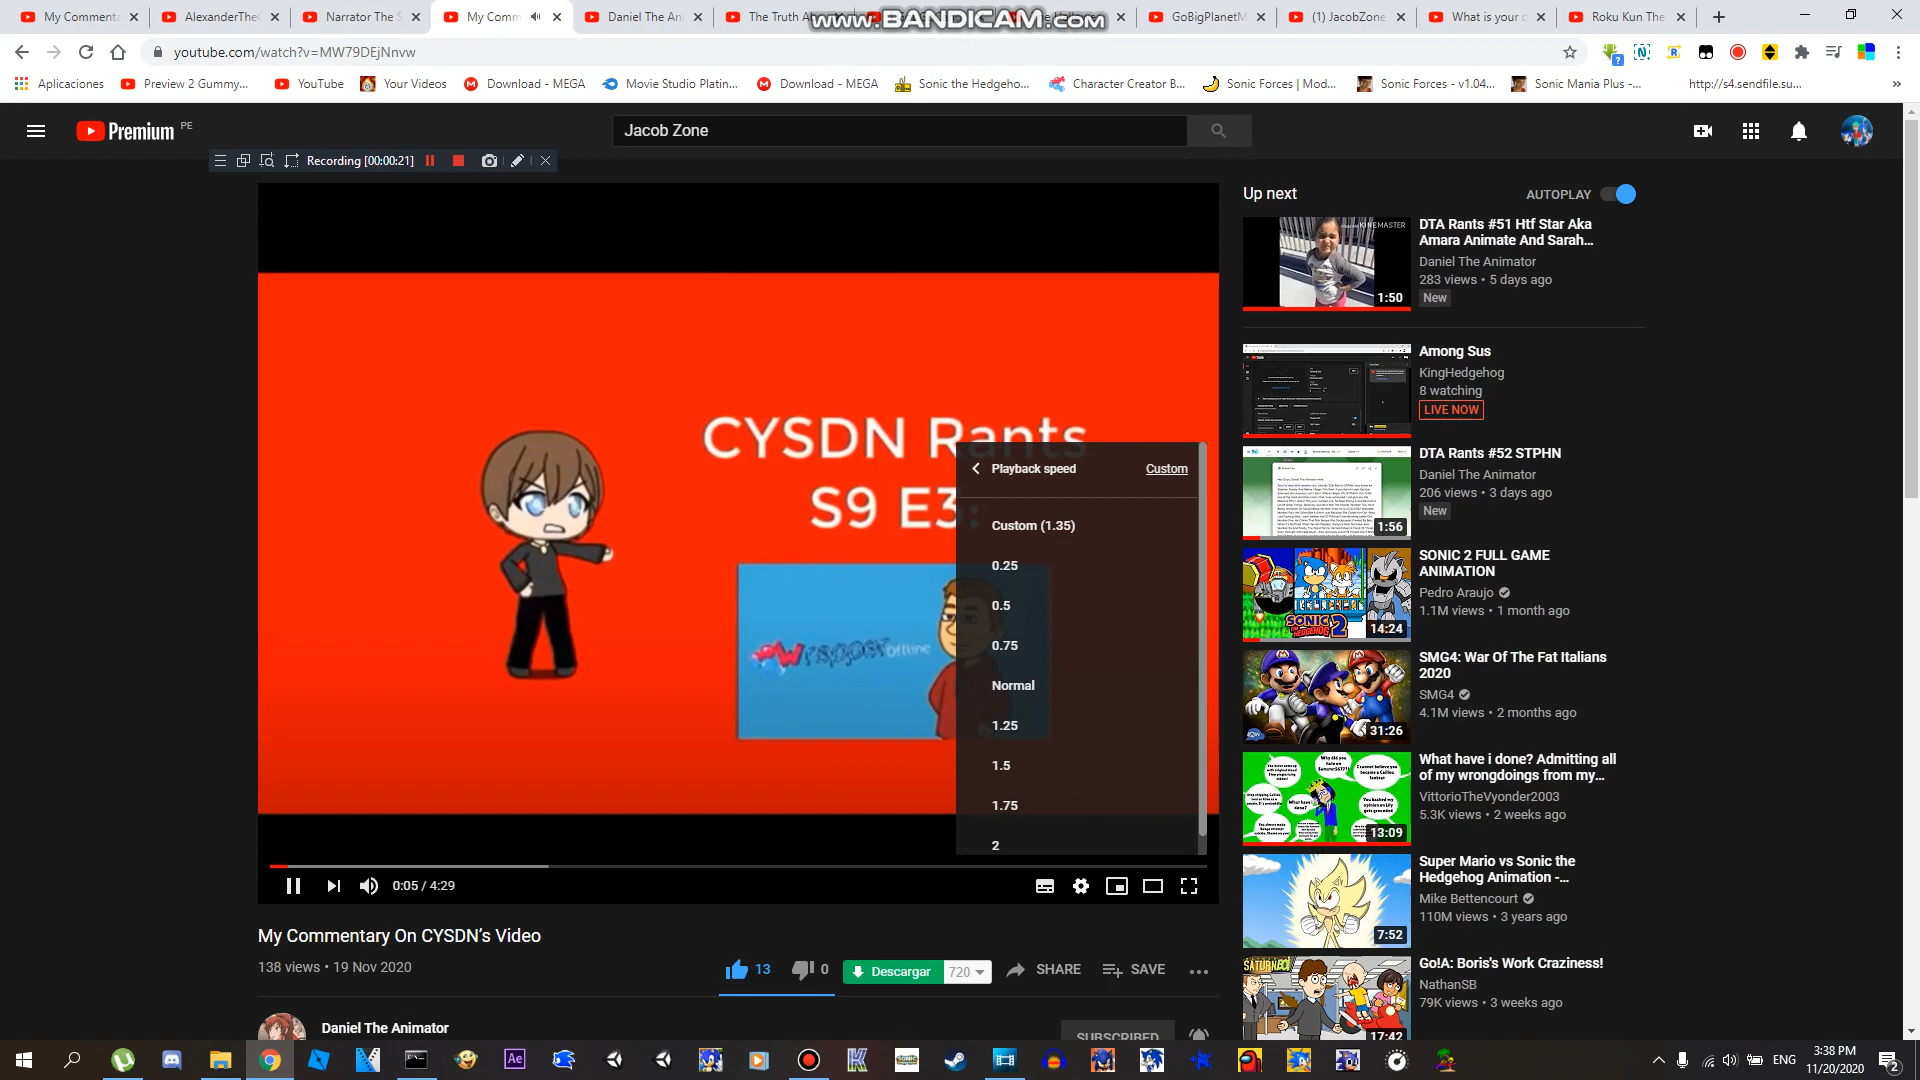 My Commenta
AlexanderTheG
Narrator The S
My Comm
Daniel The An
The Truth A
www.BANDICAM.com
GoBigPlanetM
(1) JacobZone
What is your c
Roku Kun The
youtube.com/watch?v=MW79DEjNnvw
Aplicaciones
Preview 2 Gummy...
YouTube
Your Videos
Download - MEGA
Movie Studio Platin...
Download - MEGA
Sonic the Hedgeho...
Character Creator B...
Sonic Forces | Mod...
Sonic Forces - v1.04...
Sonic Mania Plus -...
http://s4.sendfile.su...
»
Premium PE
Jacob Zone
Recording [00:00:21]
CYSDN Rants
S9 E3:
Offline
Playback speed
Custom
Custom (1.35)
0.25
0.5
0.75
Normal
1.25
1.5
1.75
2
0:05 / 4:29
My Commentary On CYSDN’s Video
138 views • 19 Nov 2020
13
0
Descargar
720
SHARE
SAVE
Daniel The Animator
SUBSCRIBED
Up next
AUTOPLAY
KINEMASTER
1:50
DTA Rants #51 Htf Star Aka
Amara Animate And Sarah...
Daniel The Animator
283 views • 5 days ago
New
Among Sus
KingHedgehog
8 watching
LIVE NOW
1:56
DTA Rants #52 STPHN
Daniel The Animator
206 views • 3 days ago
New
SONIC 2
14:24
SONIC 2 FULL GAME
ANIMATION
Pedro Araujo
1.1M views • 1 month ago
31:26
SMG4: War Of The Fat Italians
2020
SMG4
4.1M views • 2 months ago
What have i done?
13:09
What have i done? Admitting all
of my wrongdoings from my...
VittorioTheVyonder2003
5.3K views • 2 weeks ago
7:52
Super Mario vs Sonic the
Hedgehog Animation -...
Mike Bettencourt
110M views • 3 years ago
17:42
Go!A: Boris's Work Craziness!
NathanSB
79K views • 3 weeks ago
Ae
ENG
3:38 PM
11/20/2020
2